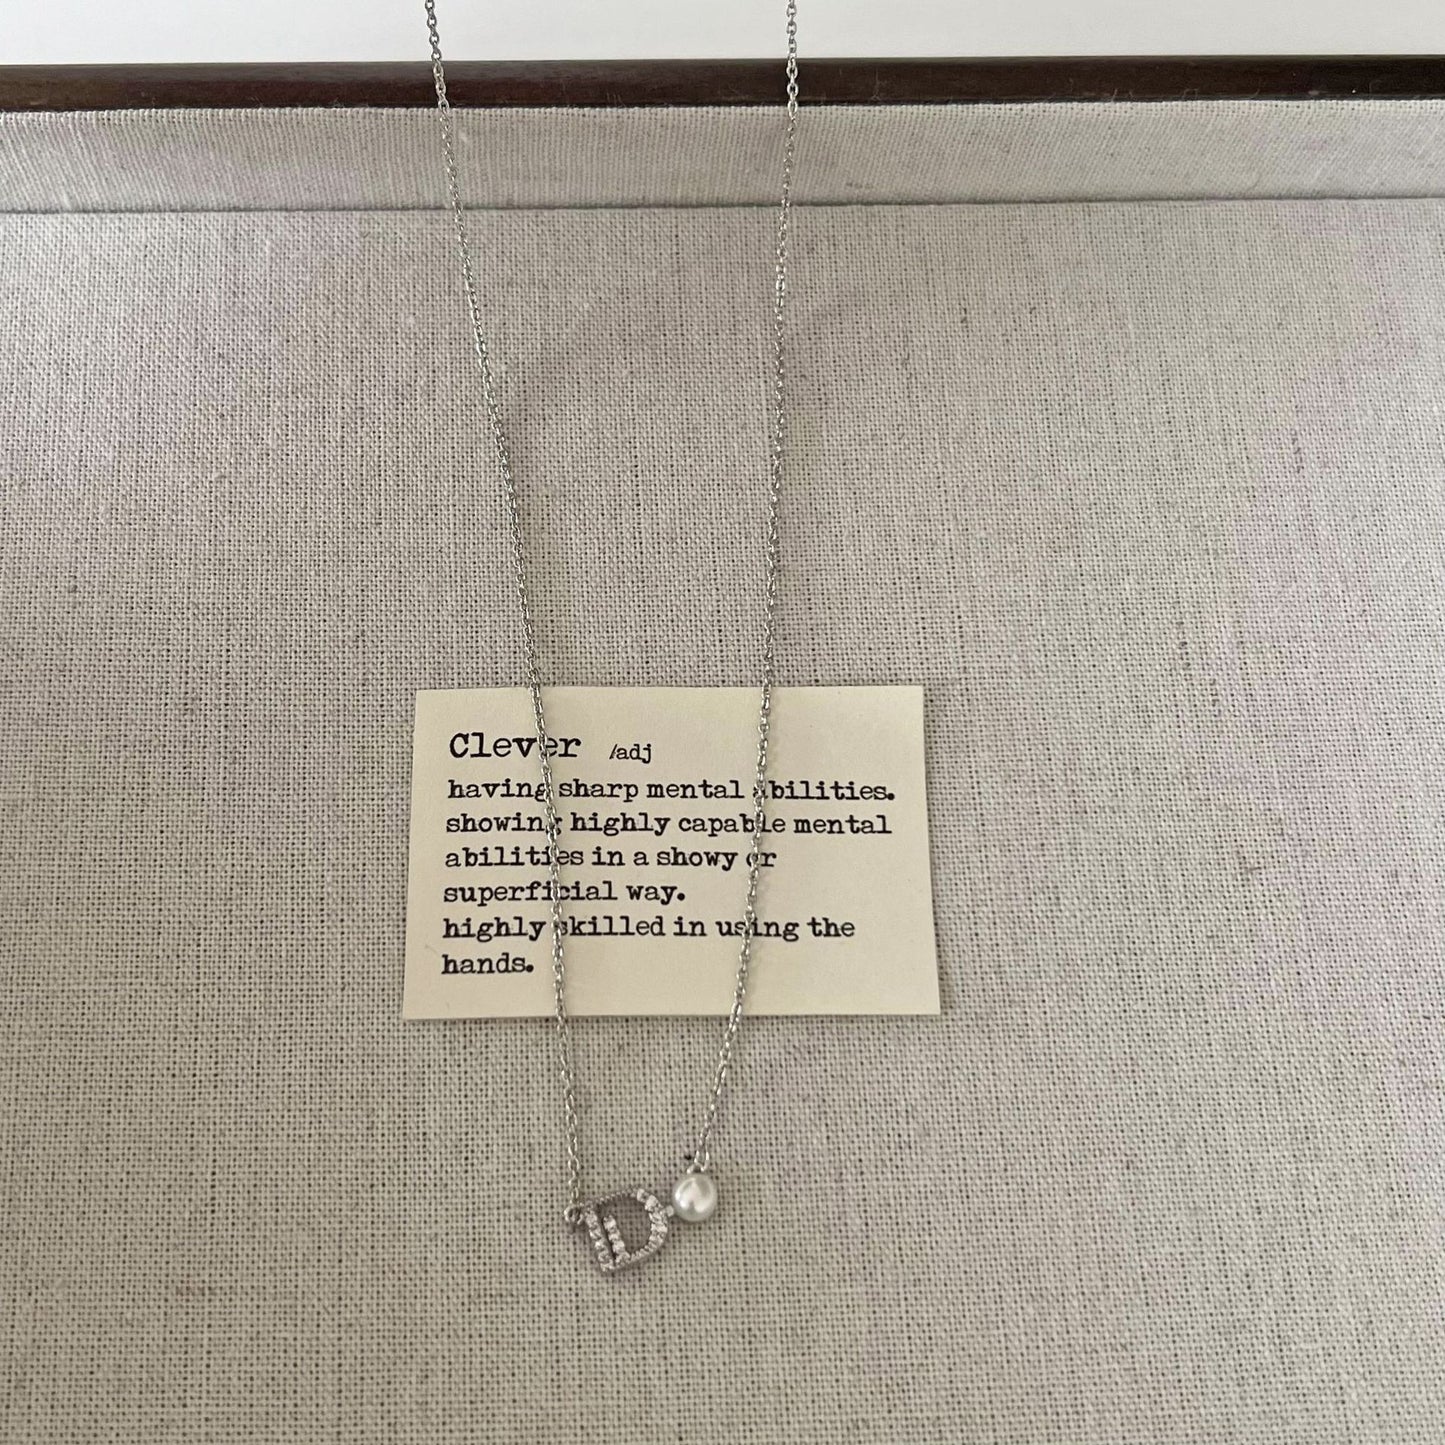 Clever /adj
having sharp mental abilities.
showing highly capable mental
abilities in a showy or
superficial way.
highly skilled in using the
hands.
D